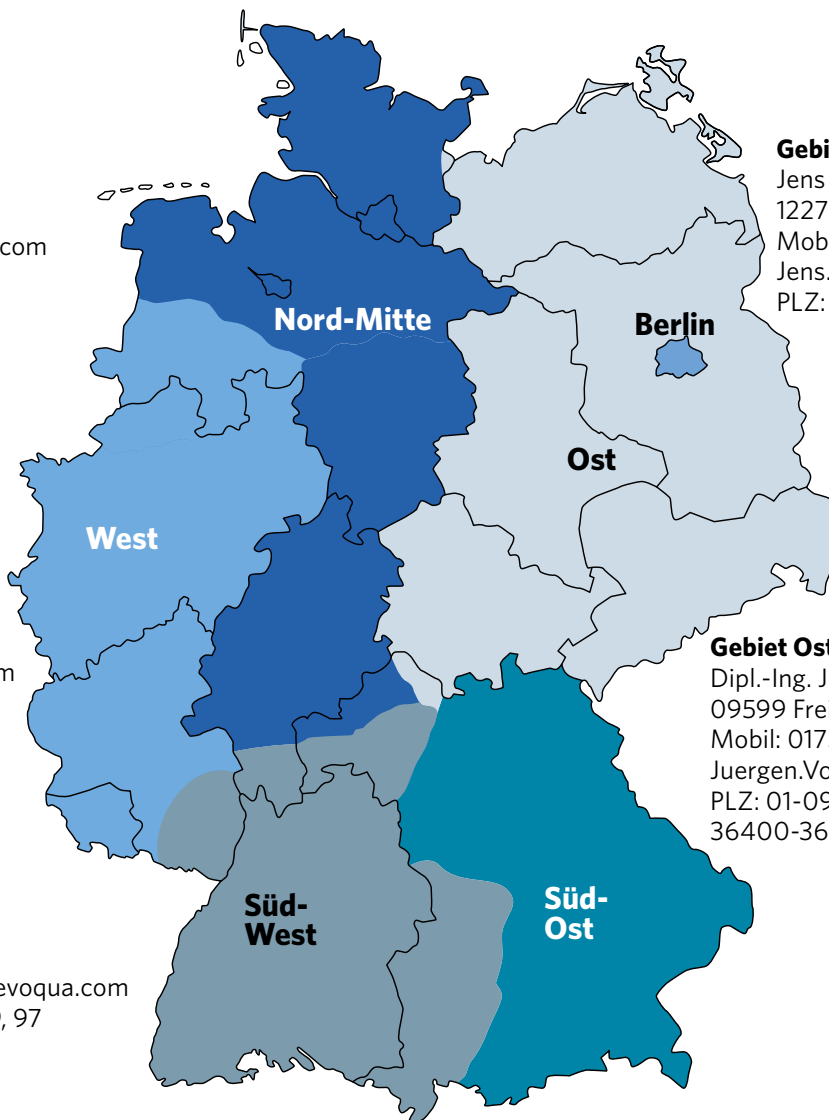 Gebi
Jens
1227
Mob
Jens.
PLZ:
com
Nord-Mitte
Berlin
Ost
West
m
Gebiet Ost
Dipl.-Ing. J
09599 Frei
Mobil: 017
Juergen.Vo
PLZ: 01-09
36400-36
Süd-
West
Süd-
Ost
evoqua.com
, 97